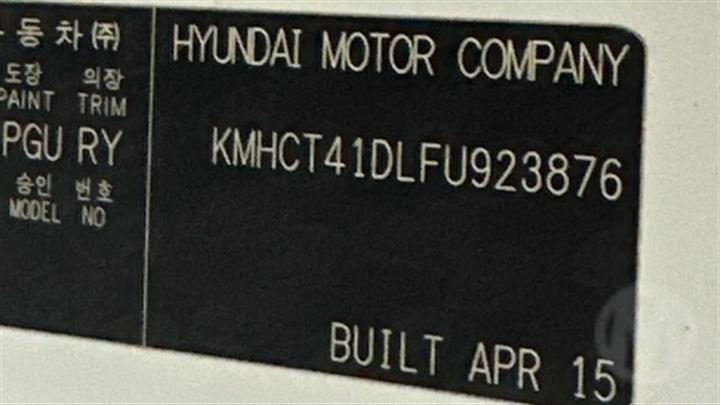 동차㈜
도장 의장
PAINT TRIM
PGU RY
승인 번호
MODEL NO
HYUNDAI MOTOR COMPANY
KMHCT41DLFU923876
BUILT APR 15